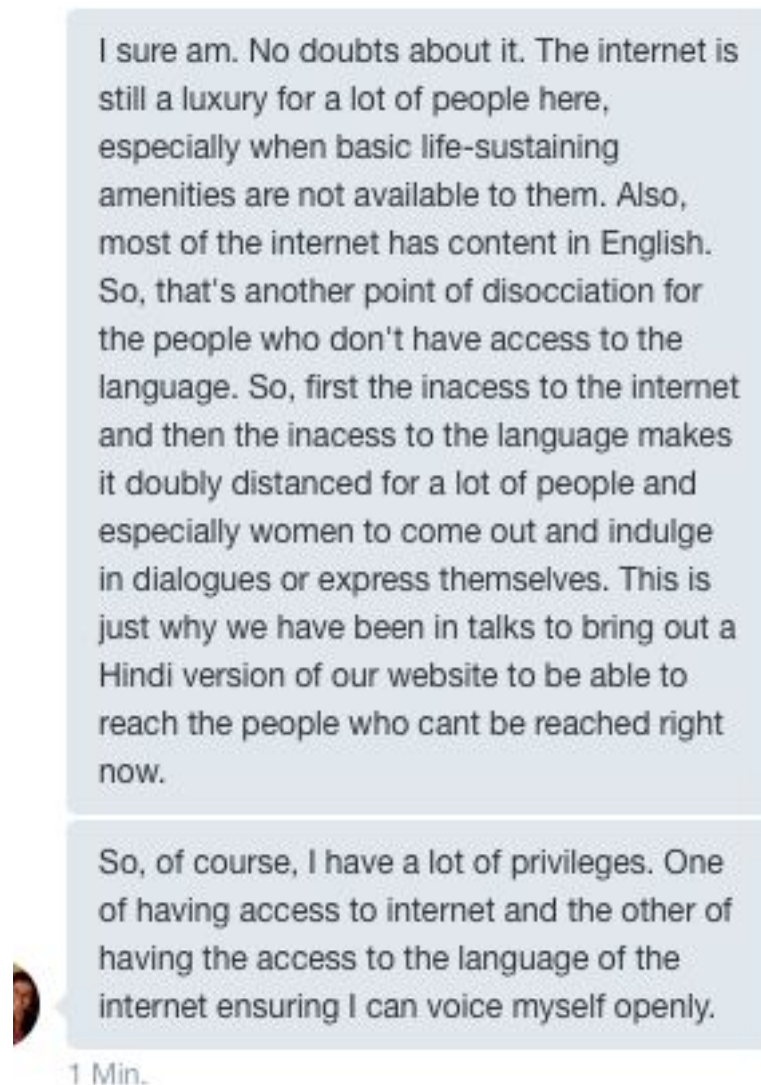 I sure am. No doubts about it. The internet is
still a luxury for a lot of people here,
especially when basic life-sustaining
amenities are not available to them. Also,
most of the internet has content in English.
So, that's another point of disocciation for
the people who don't have access to the
language. So, first the inacess to the internet
and then the inacess to the language makes
it doubly distanced for a lot of people and
especially women to come out and indulge
in dialogues or express themselves. This is
just why we have been in talks to bring out a
Hindi version of our website to be able to
reach the people who cant be reached right
now.
So, of course, I have a lot of privileges. One
of having access to internet and the other of
having the access to the language of the
internet ensuring I can voice myself openly.
1 Min.